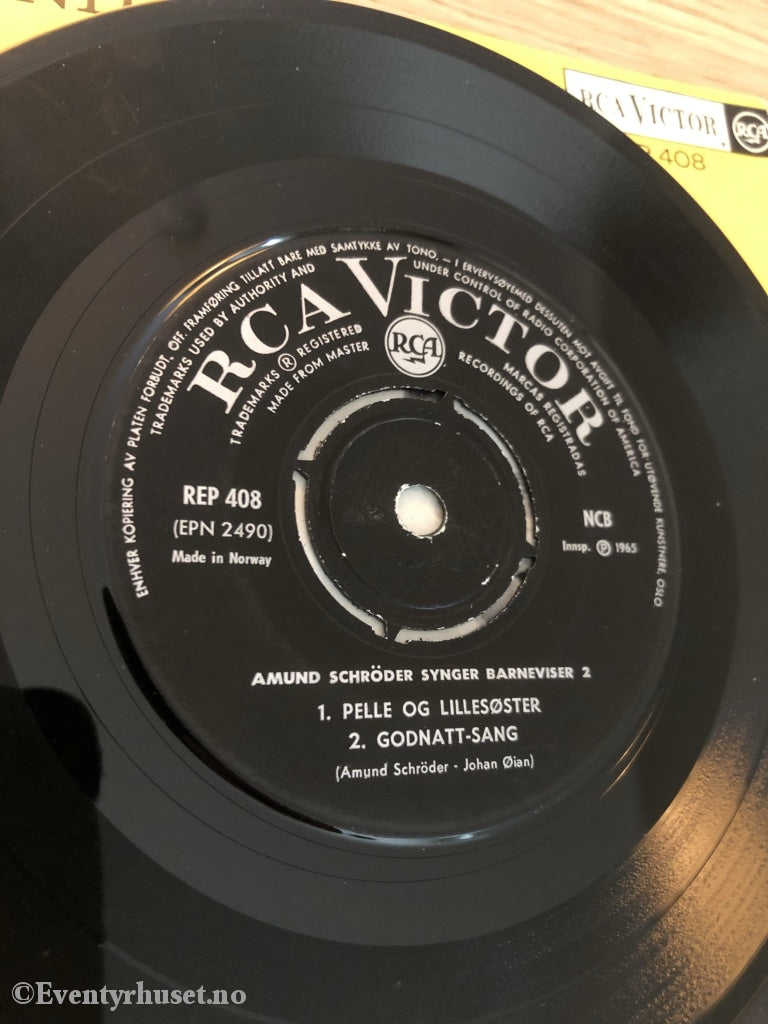 RCA VICTOR
RCA
408
ENHVER KOPIERING AV PLATEN FORBUDT, OFF. FRAMFØRING TILLATT BARE MED SAMTYKKE AV TONO, — I ERVERVSØYEMED DESSUTEN MOT AVGIFT TIL FOND FOR UTØVENDE KUNSTNERE, OSLO
TRADEMARKS USED BY AUTHORITY AND UNDER CONTROL OF RADIO CORPORATION OF AMERICA
RCA VICTOR
TRADEMARKS ® REGISTERED
MARCAS REGISTRADAS
MADE FROM MASTER
RECORDINGS OF RCA
RCA
REP 408
(EPN 2490)
Made in Norway
NCB
Innsp. Ⓟ 1965
AMUND SCHRÖDER SYNGER BARNEVISER 2
1. PELLE OG LILLESØSTER
2. GODNATT-SANG
(Amund Schröder - Johan Øian)
©Eventyrhuset.no